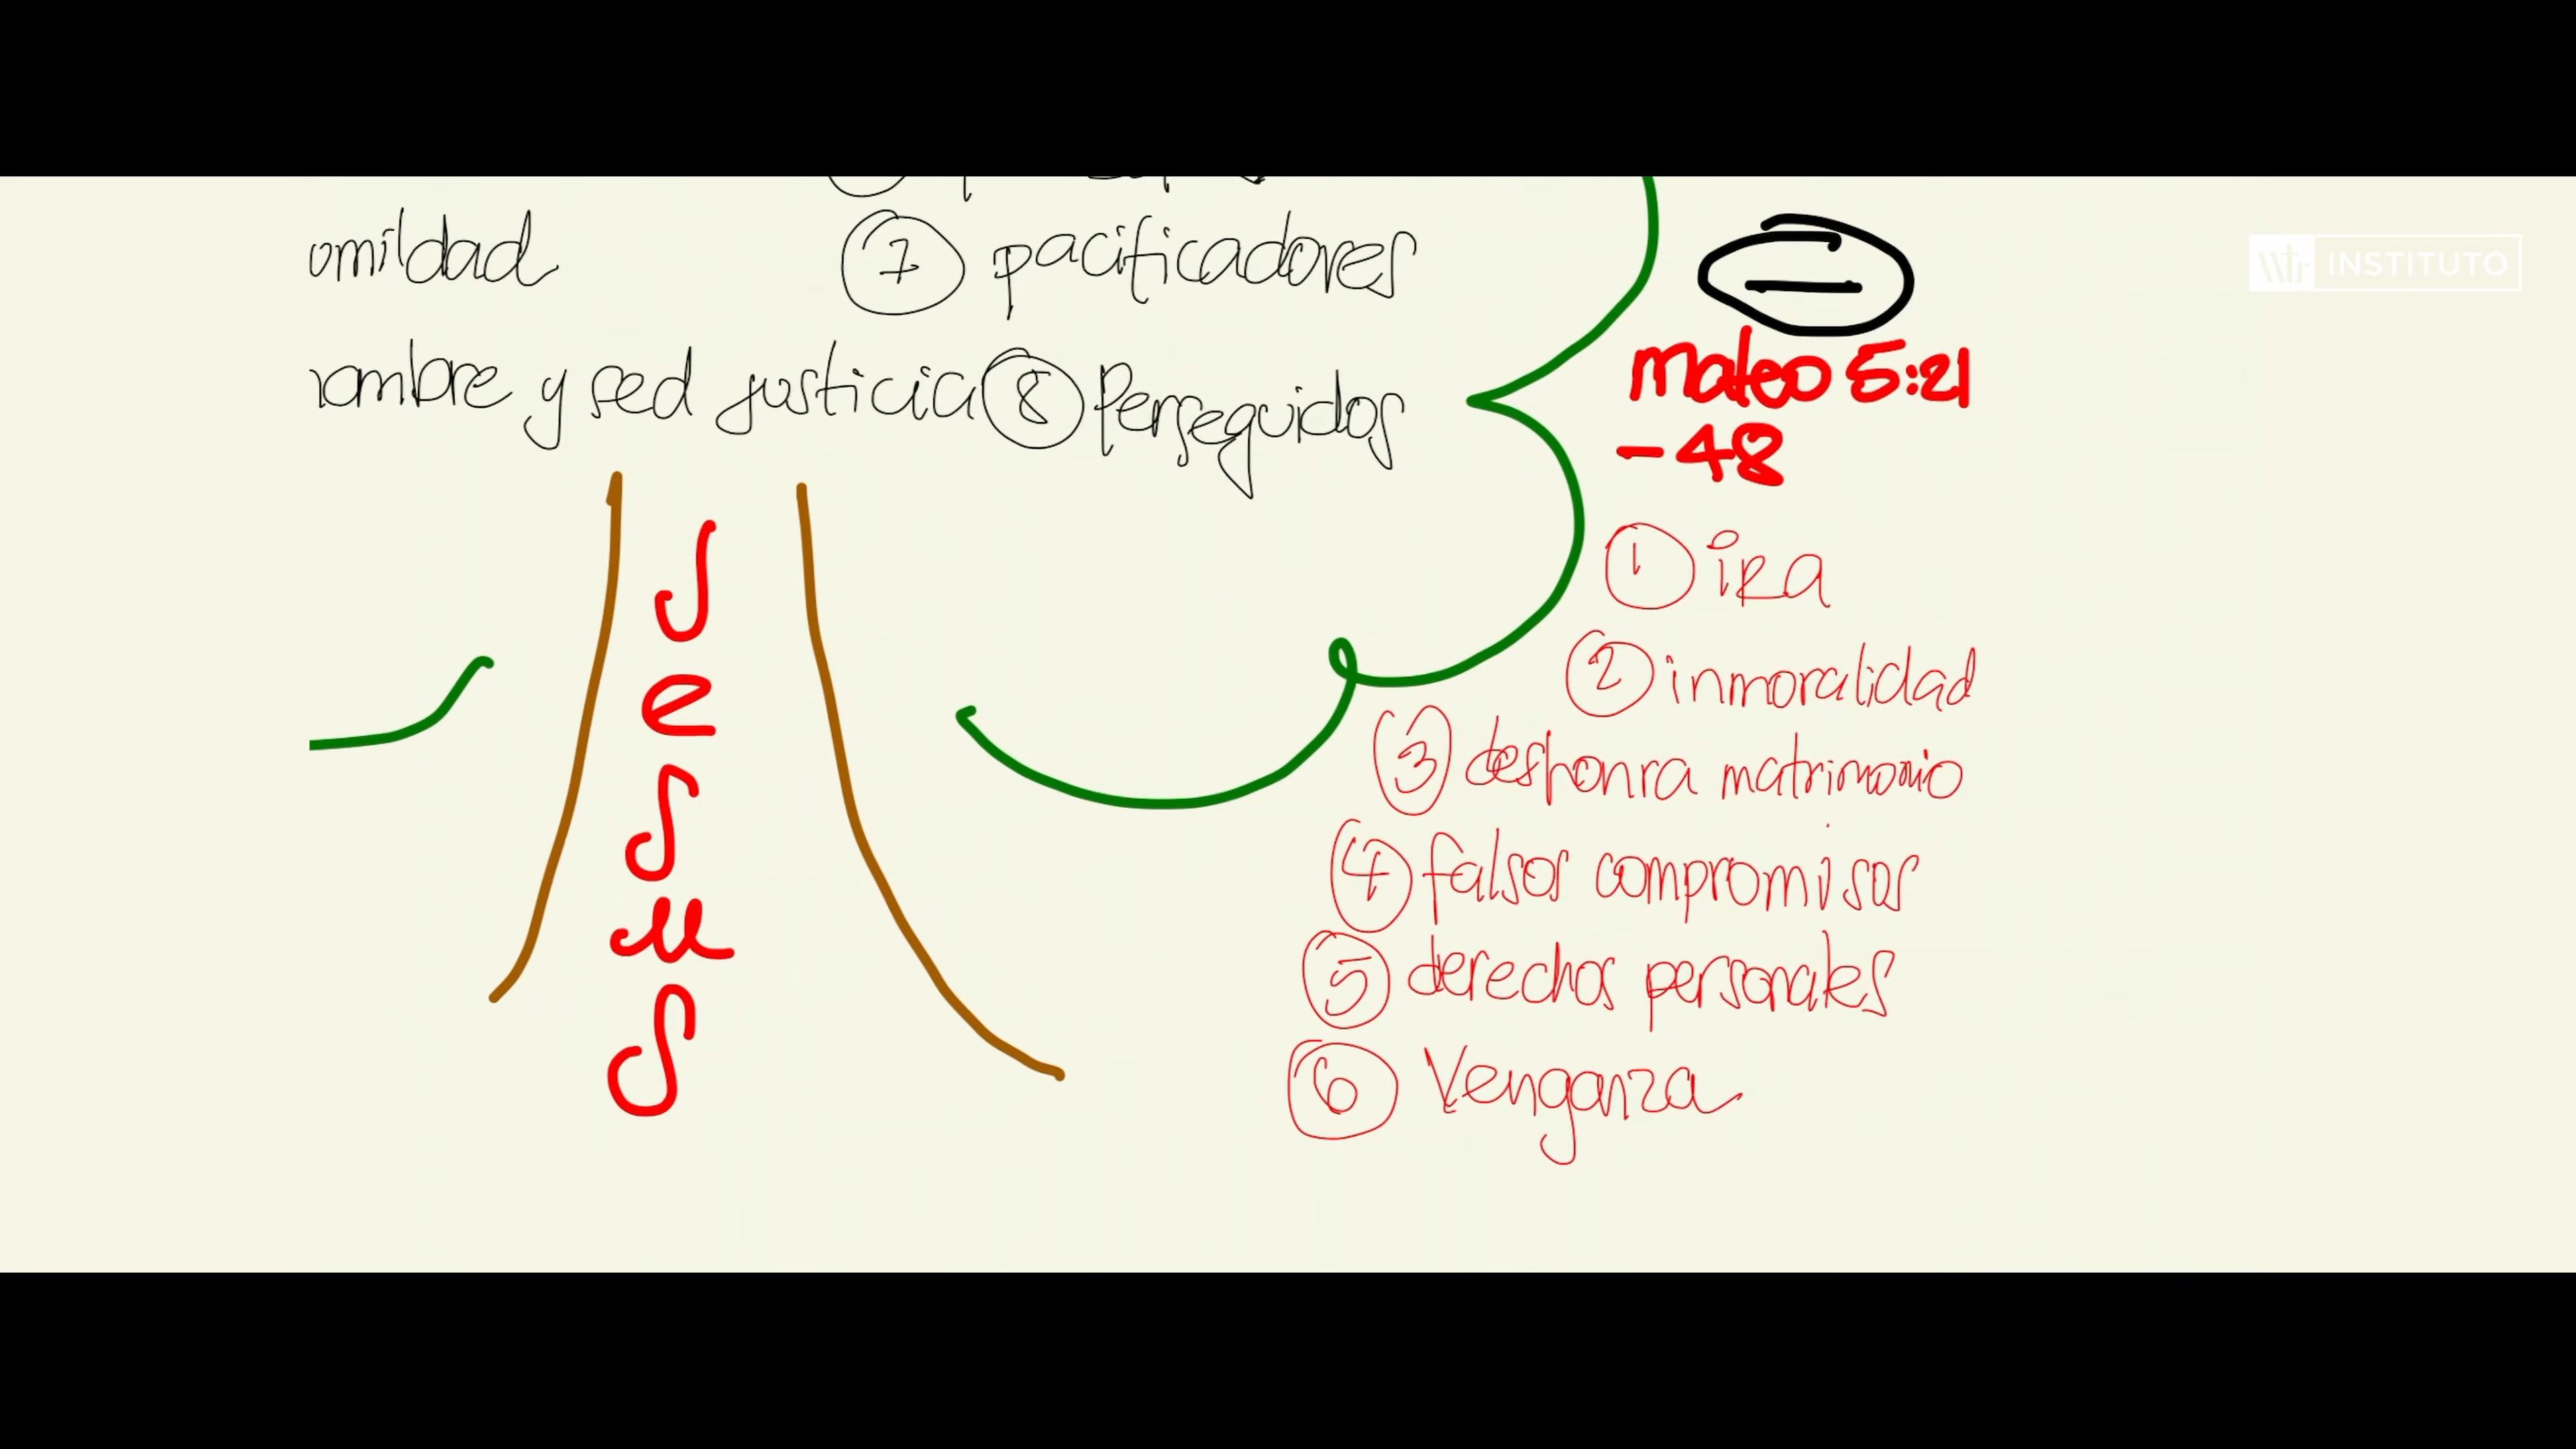 omildad
⑦ pacificadores
INSTITUTO
ambre y sed justicia ⑧ Perseguidos
mateo 5:21
- 48
Jesus
① ira
② inmoralidad
③ deshonra matrimonio
④ falsos compromisos
⑤ derechos personales
⑥ Venganza